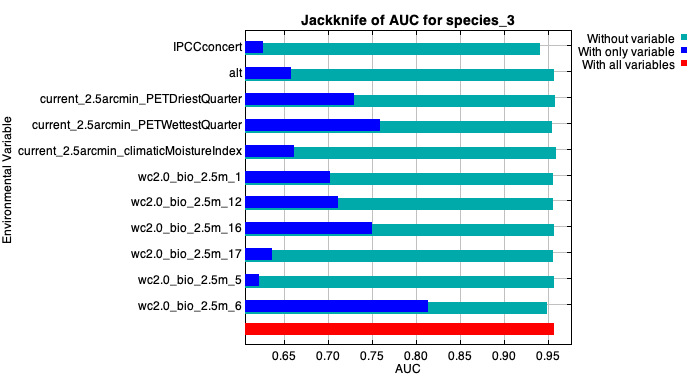 Jackknife of AUC for species_3
Without variable
With only variable
With all variables
Environmental Variable
IPCCconcert
alt
current_2.5arcmin_PETDriestQuarter
current_2.5arcmin_PETWettestQuarter
current_2.5arcmin_climaticMoistureIndex
wc2.0_bio_2.5m_1
wc2.0_bio_2.5m_12
wc2.0_bio_2.5m_16
wc2.0_bio_2.5m_17
wc2.0_bio_2.5m_5
wc2.0_bio_2.5m_6
0.65 0.70 0.75 0.80 0.85 0.90 0.95
AUC